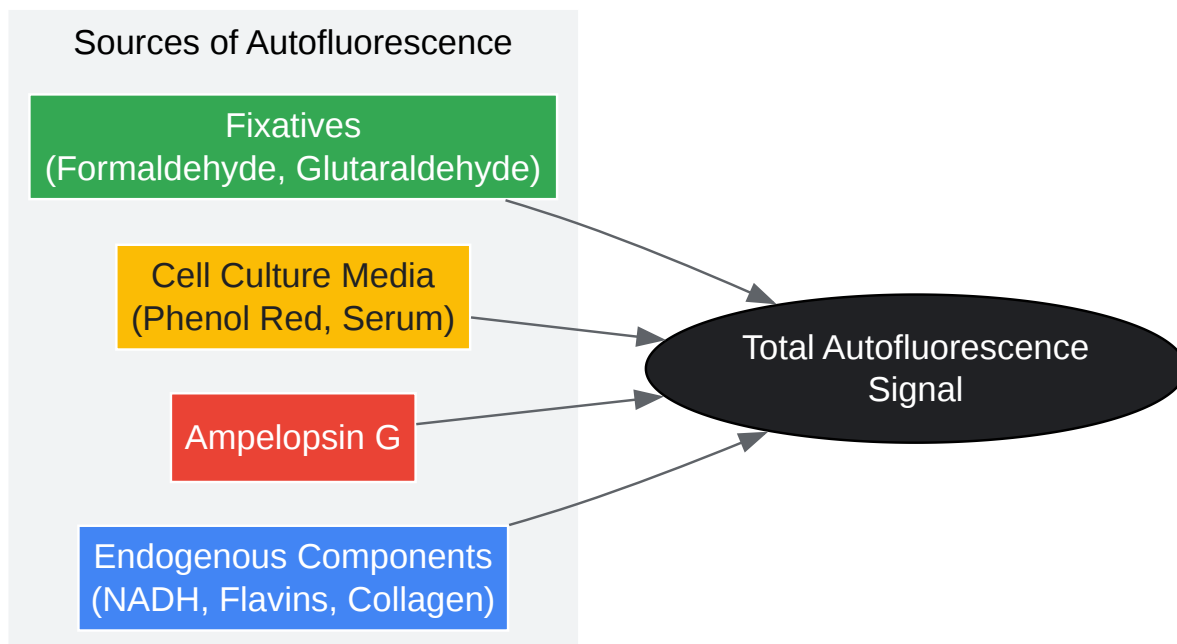 Sources of Autofluorescence
Fixatives
(Formaldehyde, Glutaraldehyde)
Cell Culture Media
(Phenol Red, Serum)
Total Autofluorescence
Signal
Ampelopsin G
Endogenous Components
(NADH, Flavins, Collagen)